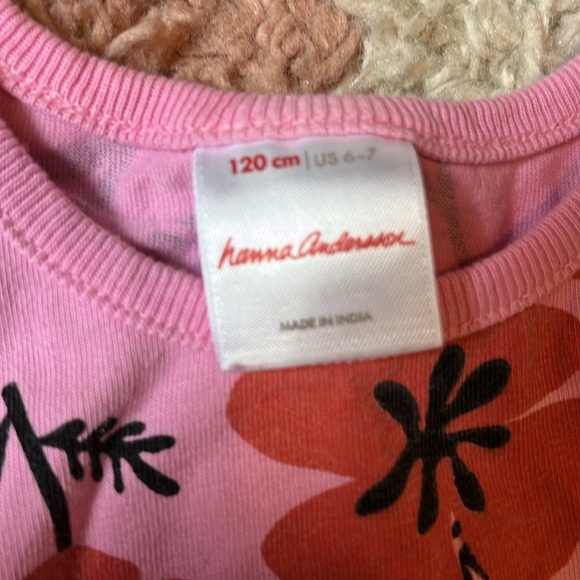 120 cm | US 6-7
hanna andersson
MADE IN INDIA